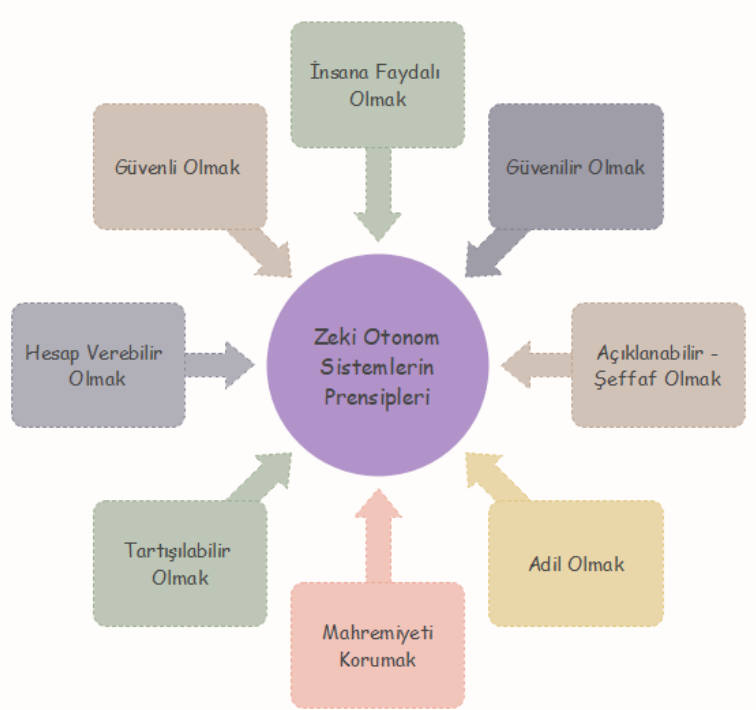 İnsana Faydalı
Olmak
Güvenli Olmak
Güvenilir Olmak
Zeki Otonom
Sistemlerin
Prensipleri
Hesap Verebilir
Olmak
Açıklanabilir -
Şeffaf Olmak
Tartışılabilir
Olmak
Adil Olmak
Mahremiyeti
Korumak